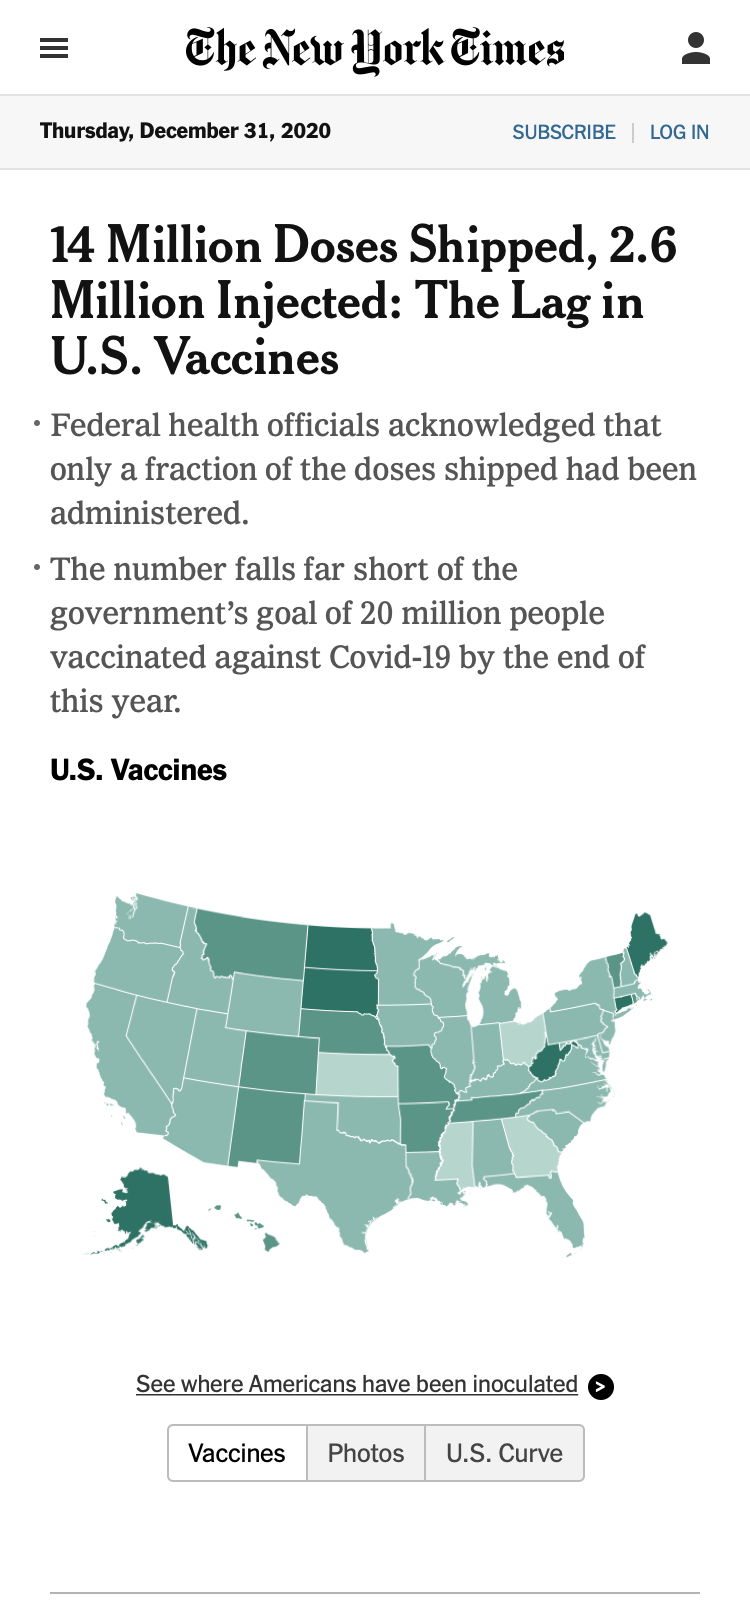 The New York Times
Thursday, December 31, 2020
SUBSCRIBE | LOG IN
14 Million Doses Shipped, 2.6
Million Injected: The Lag in
U.S. Vaccines
• Federal health officials acknowledged that
only a fraction of the doses shipped had been
administered.
• The number falls far short of the
government’s goal of 20 million people
vaccinated against Covid-19 by the end of
this year.
U.S. Vaccines
See where Americans have been inoculated >
Vaccines
Photos
U.S. Curve